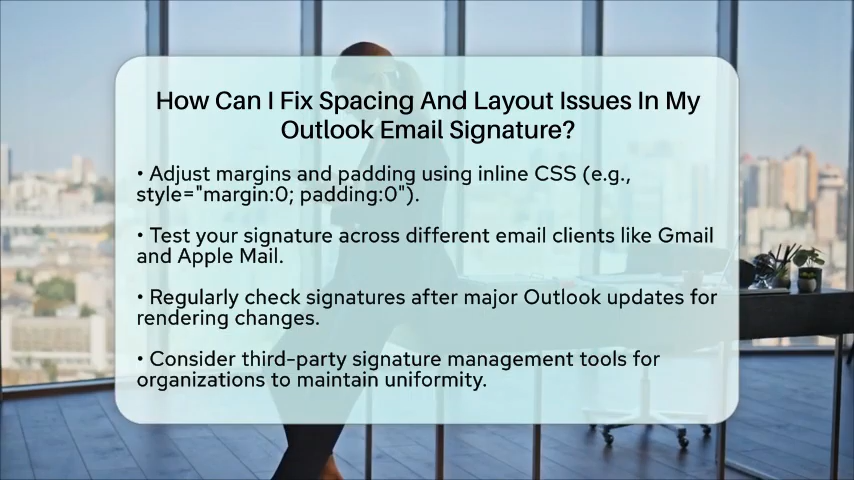 How Can I Fix Spacing And Layout Issues In My
Outlook Email Signature?
• Adjust margins and padding using inline CSS (e.g.,
style="margin:0; padding:0").
• Test your signature across different email clients like Gmail
and Apple Mail.
• Regularly check signatures after major Outlook updates for
rendering changes.
• Consider third-party signature management tools for
organizations to maintain uniformity.